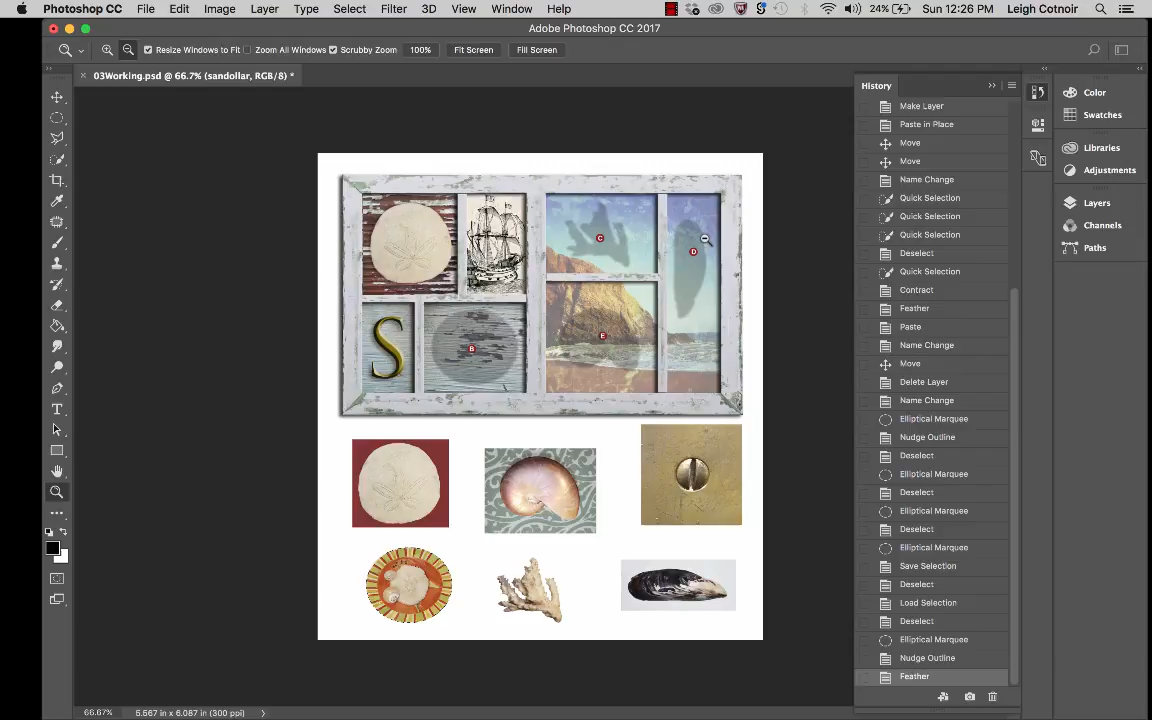 Photoshop CC File Edit Image Layer Type Select Filter 3D View Window Help 24% Sun 12:26 PM Leigh Cotnoir
Adobe Photoshop CC 2017
Resize Windows to Fit Zoom All Windows Scrubby Zoom 100% Fit Screen Fill Screen
× 03Working.psd @ 66.7% (sandollar, RGB/8) *
History
Make Layer
Paste in Place
Move
Move
Name Change
Quick Selection
Quick Selection
Quick Selection
Deselect
Quick Selection
Contract
Feather
Paste
Name Change
Move
Delete Layer
Name Change
Elliptical Marquee
Nudge Outline
Deselect
Elliptical Marquee
Deselect
Elliptical Marquee
Deselect
Elliptical Marquee
Save Selection
Deselect
Load Selection
Deselect
Elliptical Marquee
Nudge Outline
Feather
Color
Swatches
Libraries
Adjustments
Layers
Channels
Paths
C
D
S
B
E
66.67% 5.567 in x 6.087 in (300 ppi)